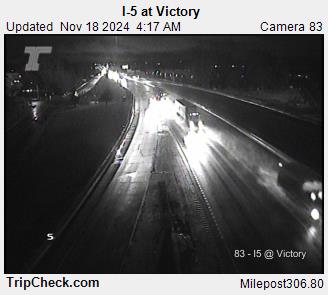 I-5 at Victory
Updated Nov 18 2024 4:17 AM Camera 83
T
S
83 - I5 @ Victory
TripCheck.com Milepost306.80